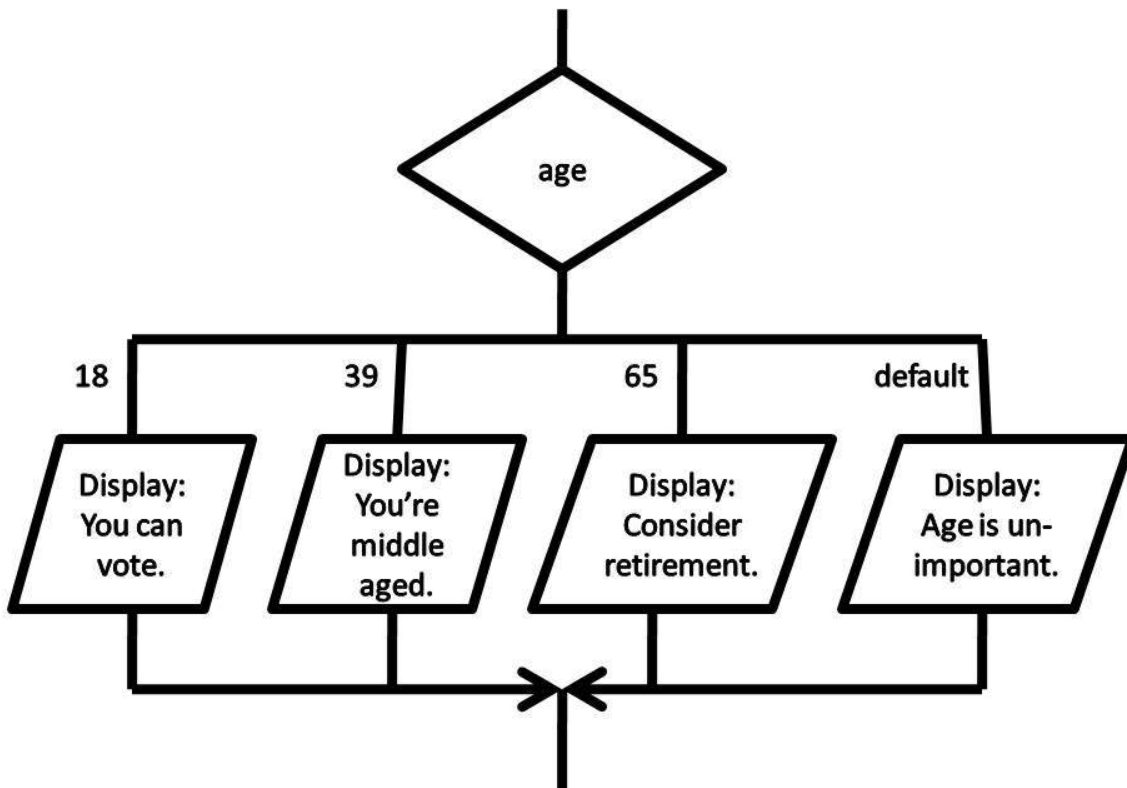 age
18
39
65
default
Display:
You can
vote.
Display:
You're
middle
aged.
Display:
Consider
retirement.
Display:
Age is un-
important.